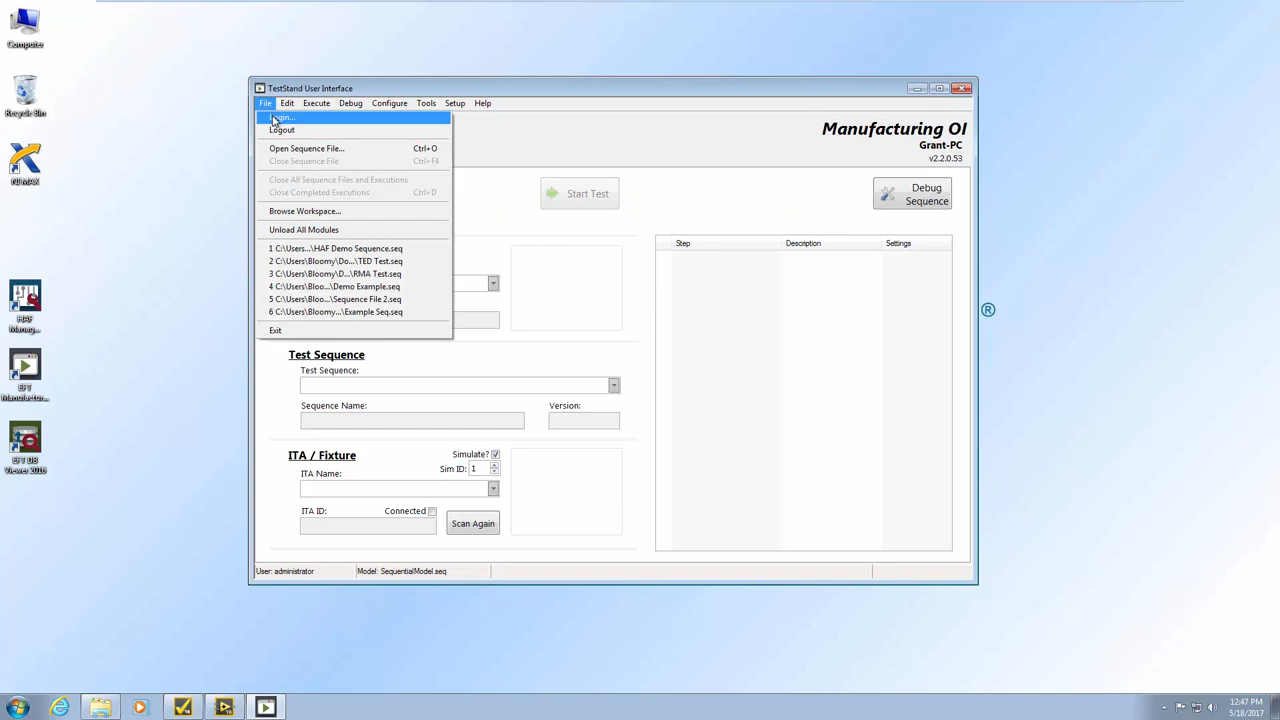 Computer
Recycle Bin
NI MAX
HAF
Manag...
EFT
Manufactur...
EFT DB
Viewer 2016
TestStand User Interface
File Edit Execute Debug Configure Tools Setup Help
Login...
Logout
Open Sequence File... Ctrl+O
Close Sequence File Ctrl+F4
Close All Sequence Files and Executions
Close Completed Executions Ctrl+D
Browse Workspace...
Unload All Modules
1 C:\Users...\HAF Demo Sequence.seq
2 C:\Users\Bloomy\Do...\TED Test.seq
3 C:\Users\Bloomy\D...\RMA Test.seq
4 C:\Users\Bloo...\Demo Example.seq
5 C:\Users\Bloo...\Sequence File 2.seq
6 C:\Users\Bloomy...\Example Seq.seq
Exit
Manufacturing OI
Grant-PC
v2.2.0.53
Start Test
Debug
Sequence
Step Description Settings
Test Sequence
Test Sequence:
Sequence Name: Version:
ITA / Fixture
Simulate?
Sim ID: 1
ITA Name:
ITA ID: Connected
Scan Again
User: administrator Model: SequentialModel.seq
®
12:47 PM
5/18/2017